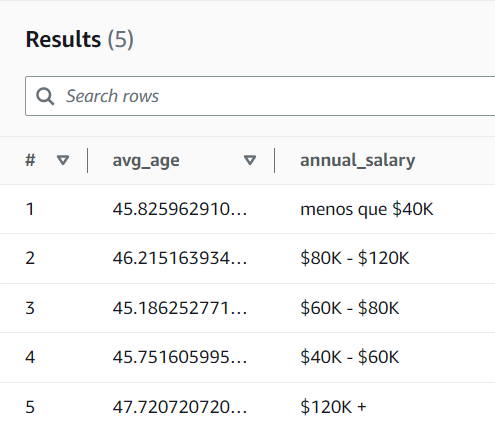 Results (5)
Search rows
# avg_age annual_salary
1 45.825962910... menos que $40K
2 46.215163934... $80K - $120K
3 45.186252771... $60K - $80K
4 45.751605995... $40K - $60K
5 47.720720720... $120K +